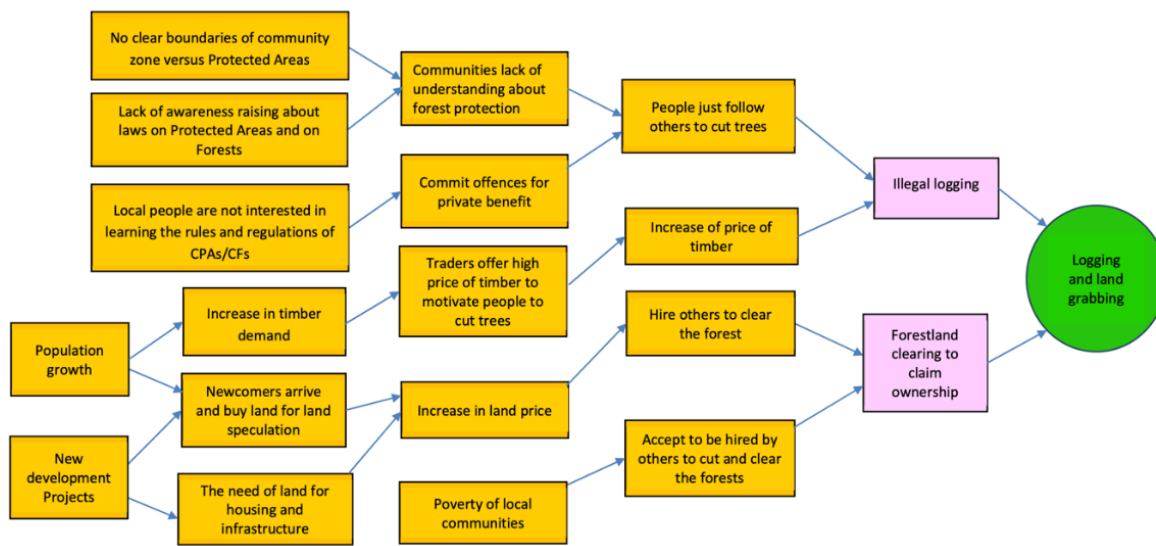 No clear boundaries of community
zone versus Protected Areas
Lack of awareness raising about
laws on Protected Areas and on
Forests
Local people are not interested in
learning the rules and regulations of
CPAs/CFs
Population
growth
New
development
Projects
Increase in timber
demand
Newcomers arrive
and buy land for land
speculation
The need of land for
housing and
infrastructure
Communities lack of
understanding about
forest protection
Commit offences for
private benefit
Traders offer high
price of timber to
motivate people to
cut trees
Increase in land price
Poverty of local
communities
People just follow
others to cut trees
Increase of price of
timber
Hire others to clear
the forest
Accept to be hired by
others to cut and clear
the forests
Illegal logging
Forestland
clearing to
claim
ownership
Logging
and land
grabbing